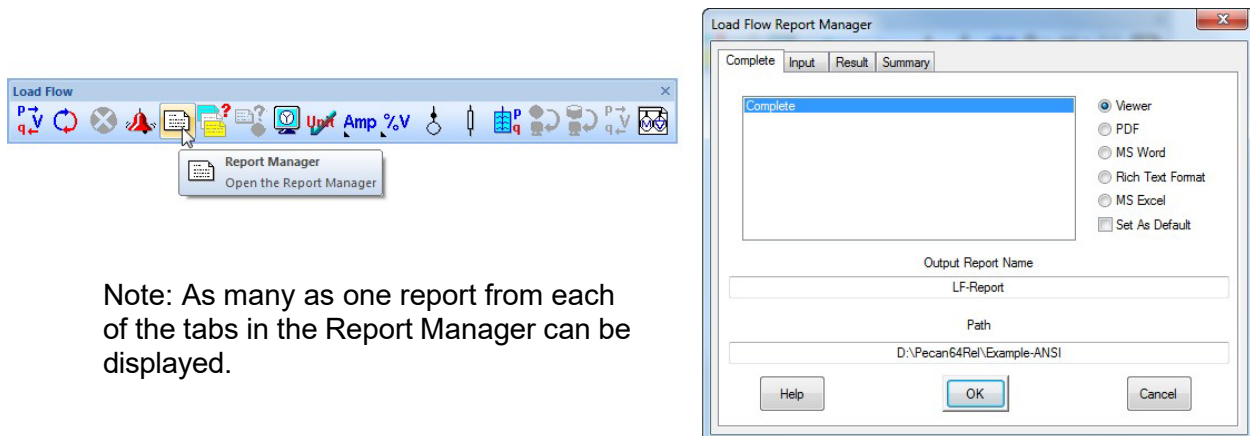 Load Flow
P V q
? ? Unit Amp %V P q P V q
Report Manager
Open the Report Manager
Note: As many as one report from each
of the tabs in the Report Manager can be
displayed.
Load Flow Report Manager
Complete Input Result Summary
Complete
Viewer
PDF
MS Word
Rich Text Format
MS Excel
Set As Default
Output Report Name
LF-Report
Path
D:\Pecan64Rel\Example-ANSI
Help OK Cancel